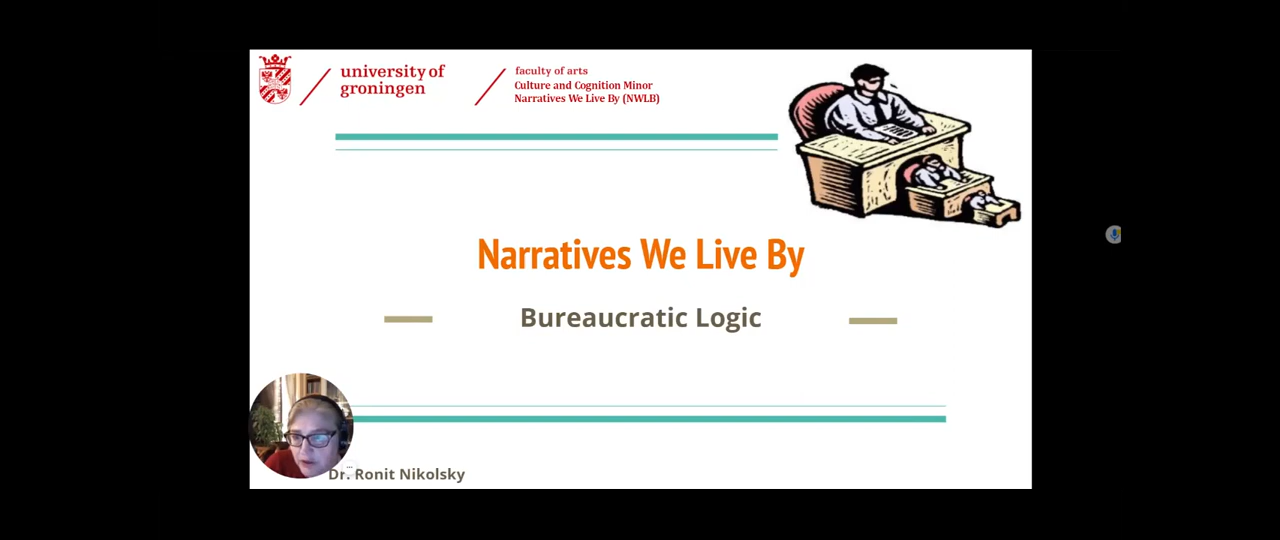 university of
groningen
faculty of arts
Culture and Cognition Minor
Narratives We Live By (NWLB)
Narratives We Live By
Bureaucratic Logic
Dr. Ronit Nikolsky